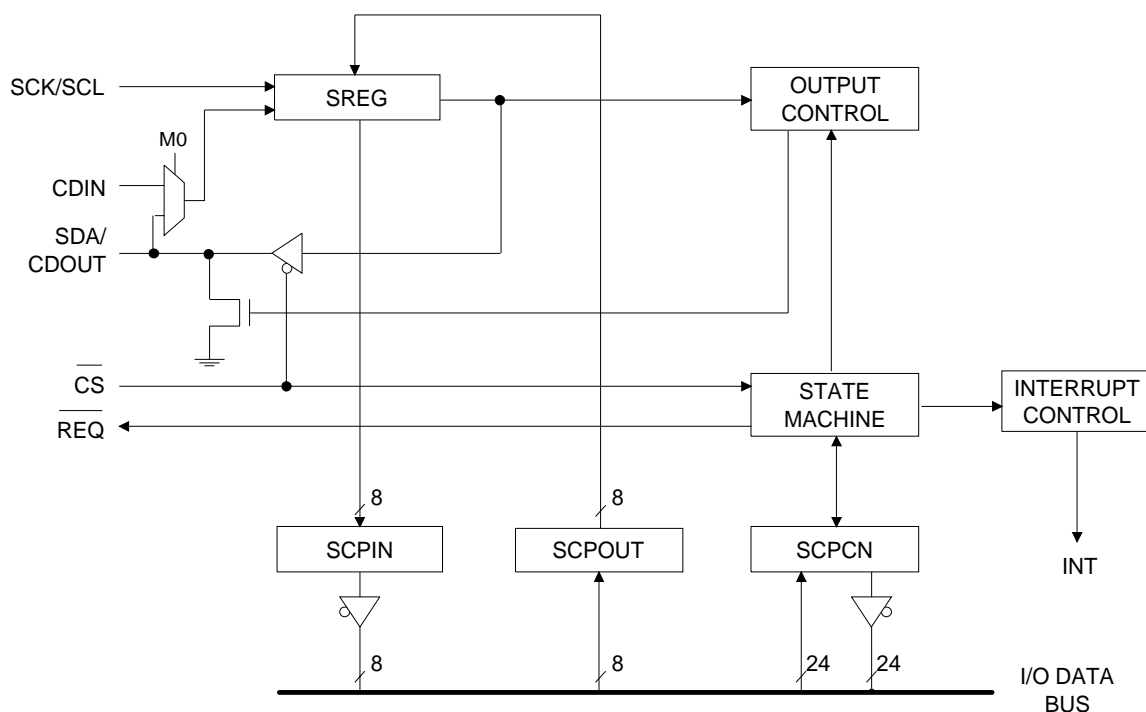 SCK/SCL
SREG
OUTPUT
CONTROL
M0
CDIN
SDA/
CDOUT
CS
REQ
STATE
MACHINE
INTERRUPT
CONTROL
8
8
SCPIN
SCPOUT
SCPCN
INT
8
8
24
24
I/O DATA
BUS